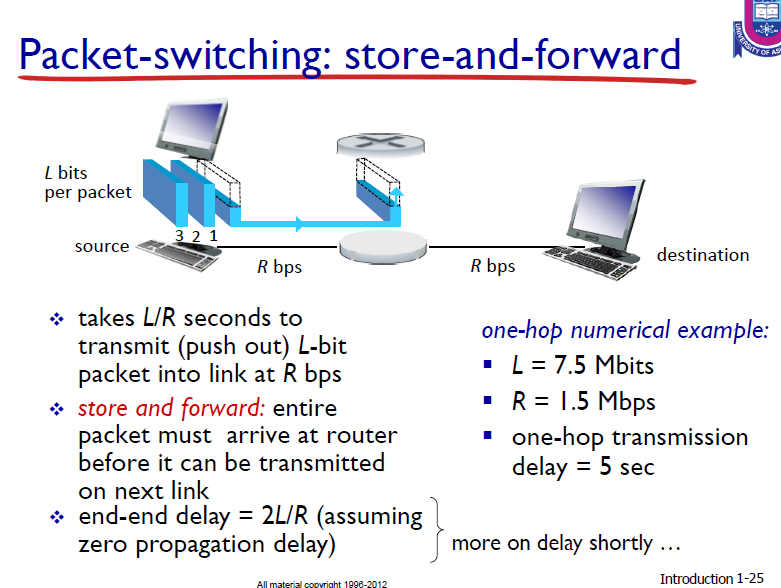 Packet-switching: store-and-forward
L bits
per packet
3 2 1
source
R bps
R bps
destination
❖ takes L/R seconds to
transmit (push out) L-bit
packet into link at R bps
❖ store and forward: entire
packet must arrive at router
before it can be transmitted
on next link
❖ end-end delay = 2L/R (assuming
zero propagation delay)
more on delay shortly …
one-hop numerical example:
▪ L = 7.5 Mbits
▪ R = 1.5 Mbps
▪ one-hop transmission
delay = 5 sec
All material copyright 1996-2012
Introduction 1-25